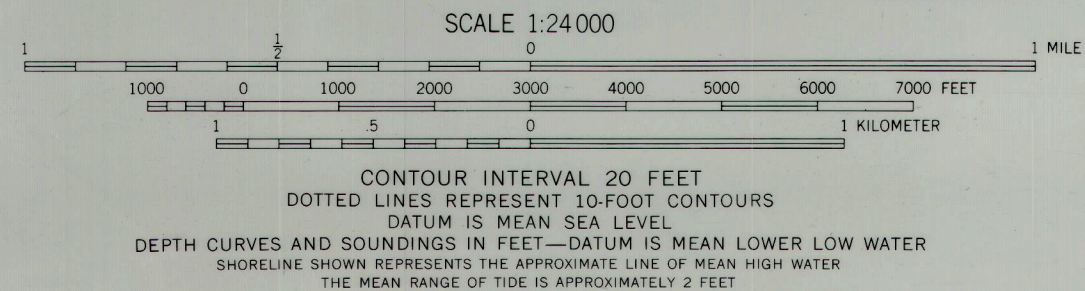 SCALE 1:24 000
1 1/2 0 1 MILE
1000 0 1000 2000 3000 4000 5000 6000 7000 FEET
1 .5 0 1 KILOMETER
CONTOUR INTERVAL 20 FEET
DOTTED LINES REPRESENT 10-FOOT CONTOURS
DATUM IS MEAN SEA LEVEL
DEPTH CURVES AND SOUNDINGS IN FEET—DATUM IS MEAN LOWER LOW WATER
SHORELINE SHOWN REPRESENTS THE APPROXIMATE LINE OF MEAN HIGH WATER
THE MEAN RANGE OF TIDE IS APPROXIMATELY 2 FEET